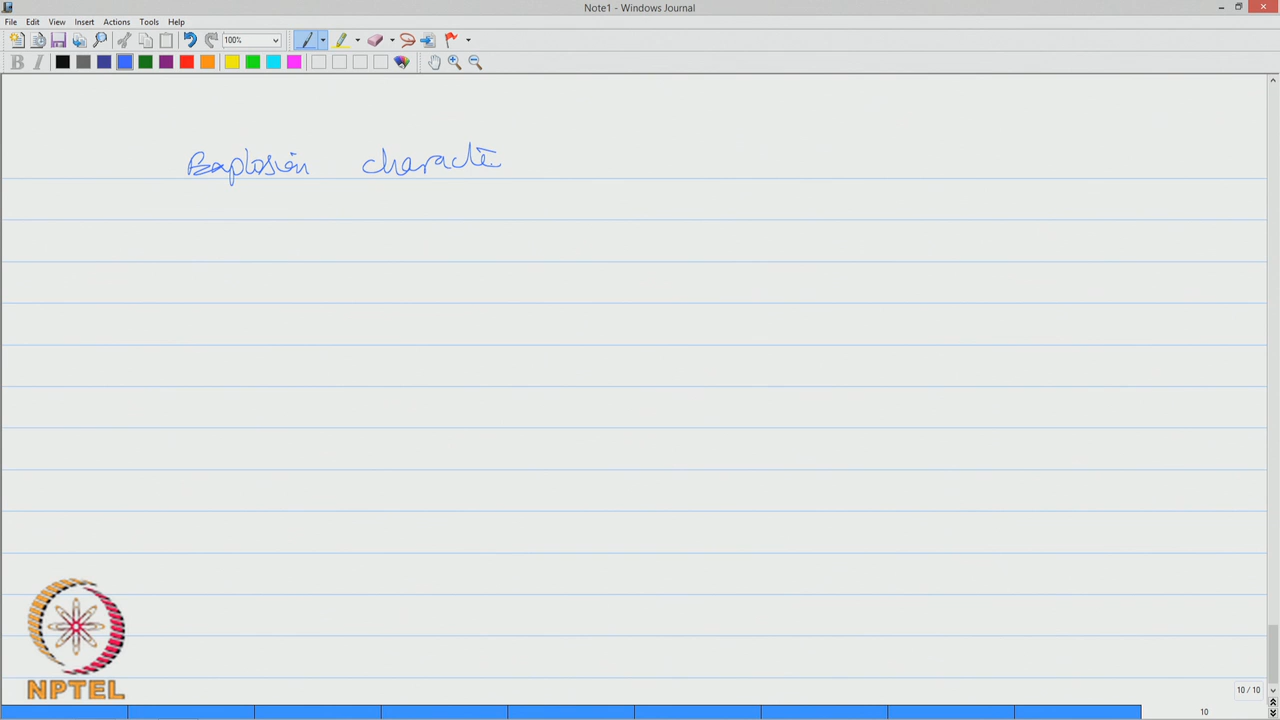 Note1 - Windows Journal
File Edit View Insert Actions Tools Help
100%
B I
Explosion characte
NPTEL
10 / 10
10